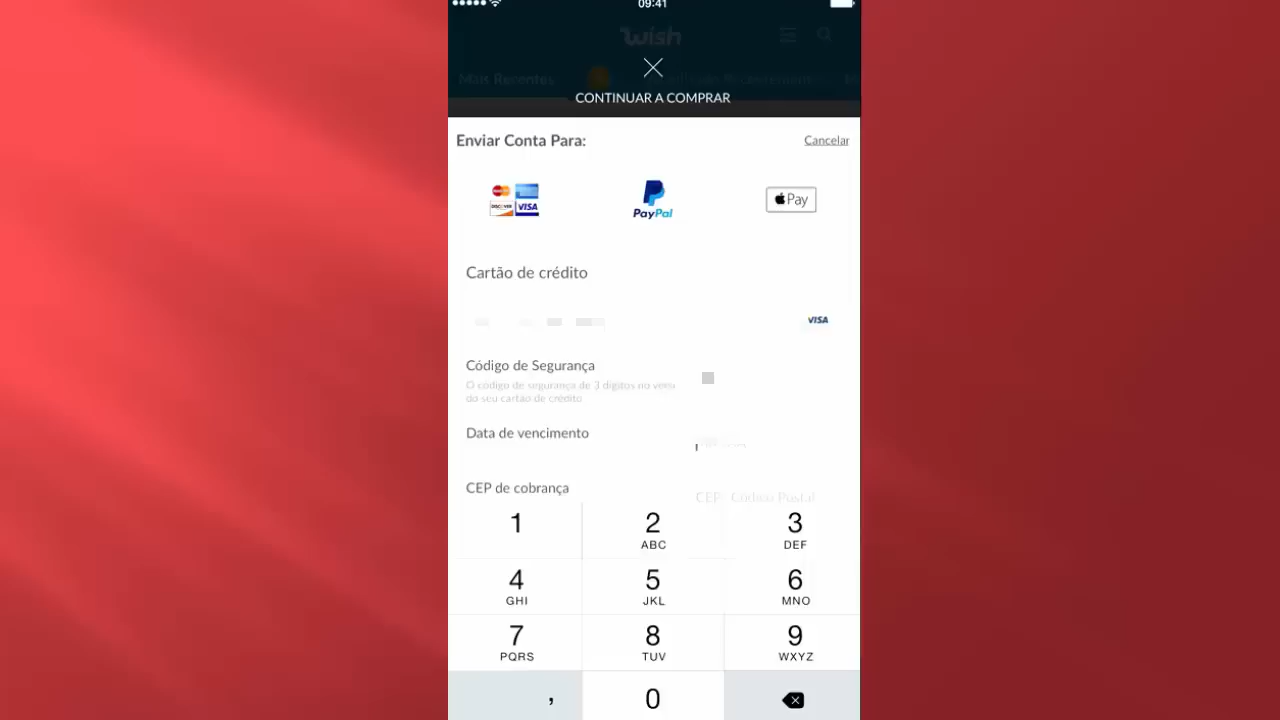 09:41
wish
Mais Recentes
CONTINUAR A COMPRAR
Enviar Conta Para:
Cancelar
DISCOVER VISA
PayPal
Pay
Cartão de crédito
VISA
Código de Segurança
O código de segurança de 3 dígitos no verso
do seu cartão de crédito
Data de vencimento
CEP de cobrança
CEP Código Postal
1
2
3
ABC
DEF
4
5
6
GHI
JKL
MNO
7
8
9
PQRS
TUV
WXYZ
,
0